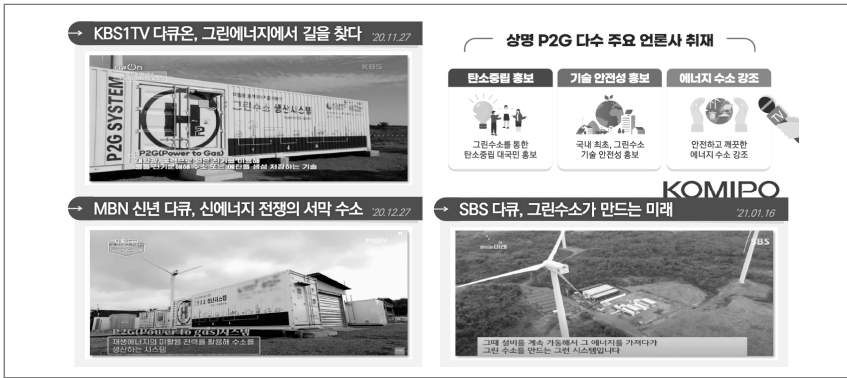 KBS1TV 다큐온, 그린에너지에서 길을 찾다 '20.11.27
KBS
P2G SYSTEM
H2
그린수소 생산시스템
P2G(Power to Gas)
상명 P2G 다수 주요 언론사 취재
탄소중립 홍보
그린수소를 통한
탄소중립 대국민 홍보
기술 안전성 홍보
국내 최초, 그린수소
기술 안전성 홍보
에너지 수소 강조
안전하고 깨끗한
에너지 수소 강조
TV
KOMIPO
MBN 신년 다큐, 신에너지 전쟁의 서막 수소 '20.12.27
MBN
P2G(Power to gas)시스템
재생에너지의 미활용 전력을 활용해 수소를
생산하는 시스템
SBS 다큐, 그린수소가 만드는 미래 '21.01.16
SBS
그때 설비를 계속 가동해서 그 에너지를 가져다가
그린 수소를 만드는 그런 시스템입니다